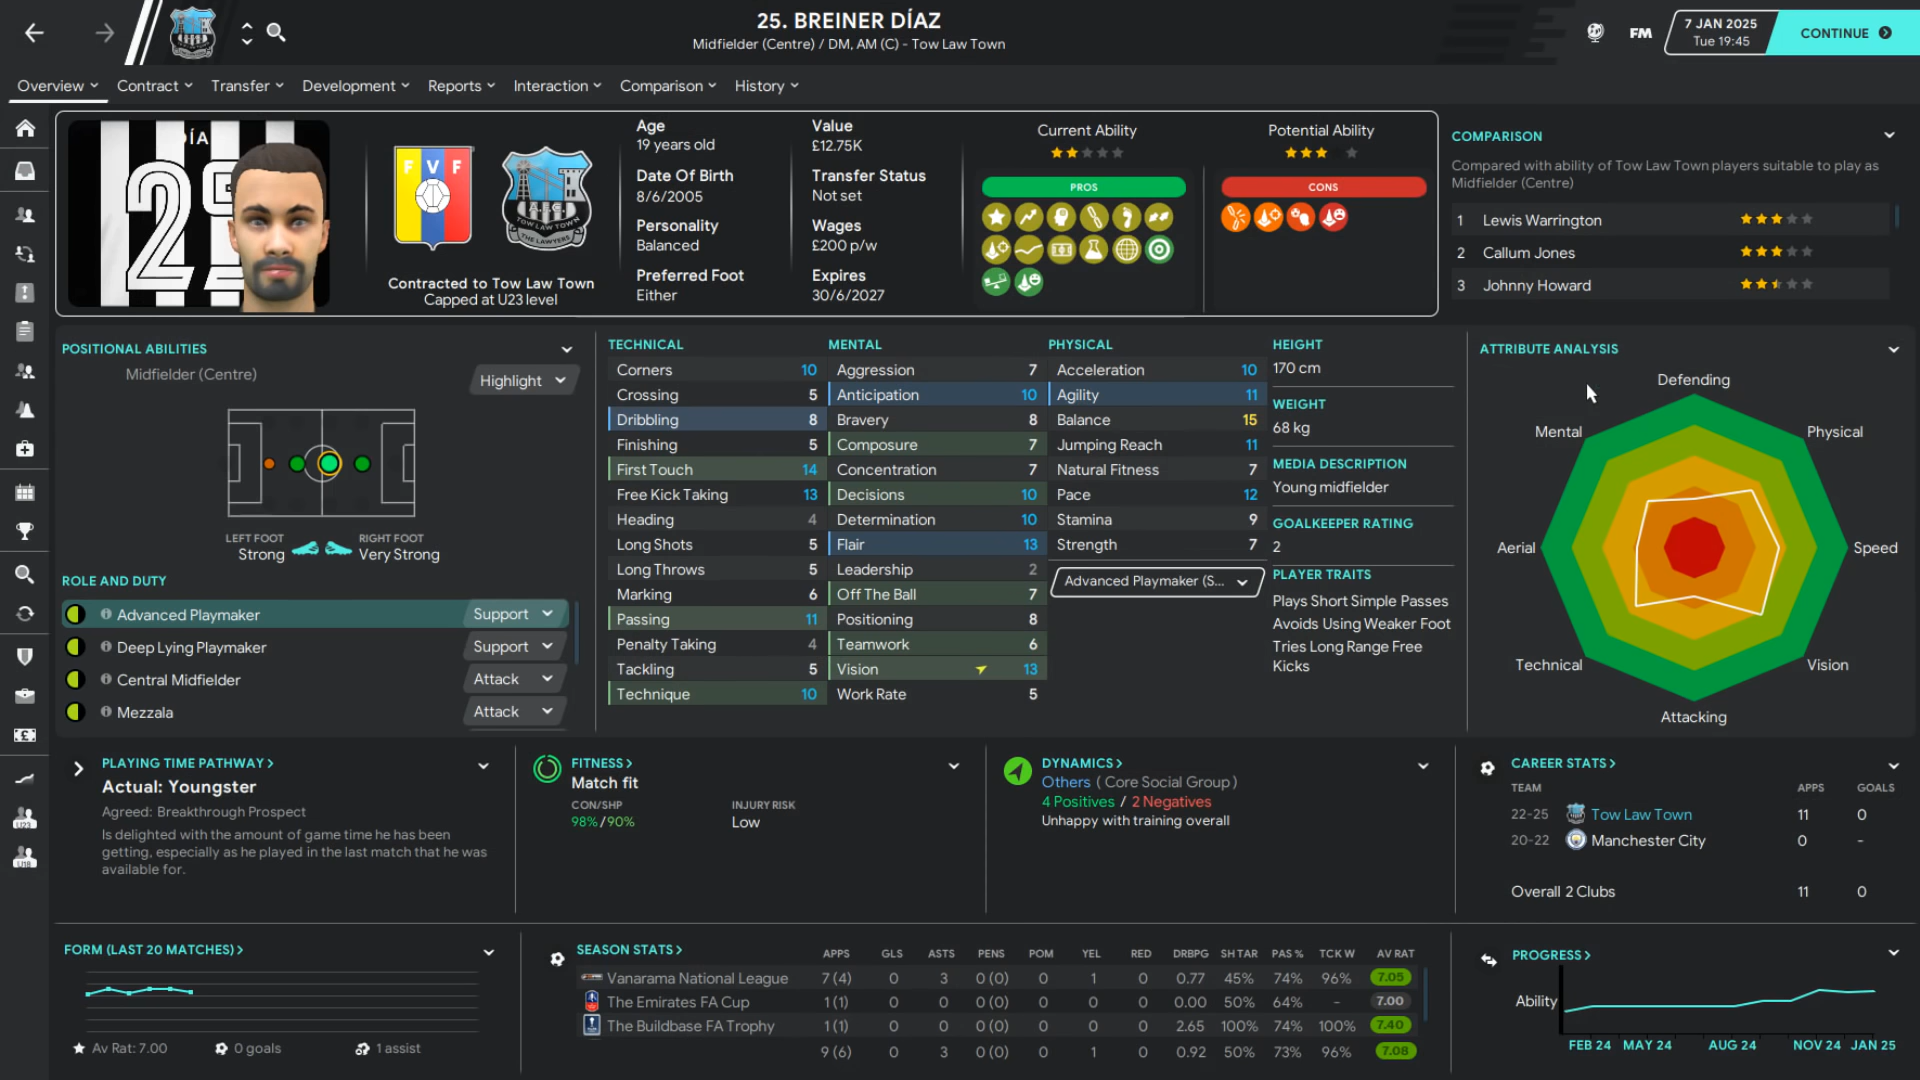 25. BREINER DÍAZ
Midfielder (Centre) / DM, AM (C) - Tow Law Town
FM
7 JAN 2025
Tue 19:45
CONTINUE
Overview
Contract
Transfer
Development
Reports
Interaction
Comparison
History
F V F
TOW LAW TOWN
THE LAWYERS
Contracted to Tow Law Town
Capped at U23 level
Age
19 years old
Date Of Birth
8/6/2005
Personality
Balanced
Preferred Foot
Either
Value
£12.75K
Transfer Status
Not set
Wages
£200 p/w
Expires
30/6/2027
Current Ability
PROS
Potential Ability
CONS
COMPARISON
Compared with ability of Tow Law Town players suitable to play as
Midfielder (Centre)
1 Lewis Warrington
2 Callum Jones
3 Johnny Howard
POSITIONAL ABILITIES
Midfielder (Centre)
Highlight
LEFT FOOT
Strong
RIGHT FOOT
Very Strong
ROLE AND DUTY
Advanced Playmaker Support
Deep Lying Playmaker Support
Central Midfielder Attack
Mezzala Attack
TECHNICAL
Corners 10
Crossing 5
Dribbling 8
Finishing 5
First Touch 14
Free Kick Taking 13
Heading 4
Long Shots 5
Long Throws 5
Marking 6
Passing 11
Penalty Taking 4
Tackling 5
Technique 10
MENTAL
Aggression 7
Anticipation 10
Bravery 8
Composure 7
Concentration 7
Decisions 10
Determination 10
Flair 13
Leadership 2
Off The Ball 7
Positioning 8
Teamwork 6
Vision 13
Work Rate 5
PHYSICAL
Acceleration 10
Agility 11
Balance 15
Jumping Reach 11
Natural Fitness 7
Pace 12
Stamina 9
Strength 7
Advanced Playmaker (S...
HEIGHT
170 cm
WEIGHT
68 kg
MEDIA DESCRIPTION
Young midfielder
GOALKEEPER RATING
2
PLAYER TRAITS
Plays Short Simple Passes
Avoids Using Weaker Foot
Tries Long Range Free
Kicks
ATTRIBUTE ANALYSIS
Defending
Mental
Physical
Aerial
Speed
Technical
Vision
Attacking
PLAYING TIME PATHWAY >
Actual: Youngster
Agreed: Breakthrough Prospect
Is delighted with the amount of game time he has been
getting, especially as he played in the last match that he was
available for.
FITNESS >
Match fit
CON/SHP
98%/90%
INJURY RISK
Low
DYNAMICS >
Others ( Core Social Group )
4 Positives / 2 Negatives
Unhappy with training overall
CAREER STATS >
TEAM APPS GOALS
22-25 Tow Law Town 11 0
20-22 Manchester City 0 -
Overall 2 Clubs 11 0
FORM (LAST 20 MATCHES) >
Av Rat: 7.00
0 goals
1 assist
SEASON STATS >
APPS GLS ASTS PENS POM YEL RED DRBPG SH TAR PAS % TCK W AV RAT
Vanarama National League 7 (4) 0 3 0 (0) 0 1 0 0.77 45% 74% 96% 7.05
The Emirates FA Cup 1 (1) 0 0 0 (0) 0 0 0 0.00 50% 64% - 7.00
The Buildbase FA Trophy 1 (1) 0 0 0 (0) 0 0 0 2.65 100% 74% 100% 7.40
9 (6) 0 3 0 (0) 0 1 0 0.92 50% 73% 96% 7.08
PROGRESS >
Ability
FEB 24 MAY 24 AUG 24 NOV 24 JAN 25
U23
U18